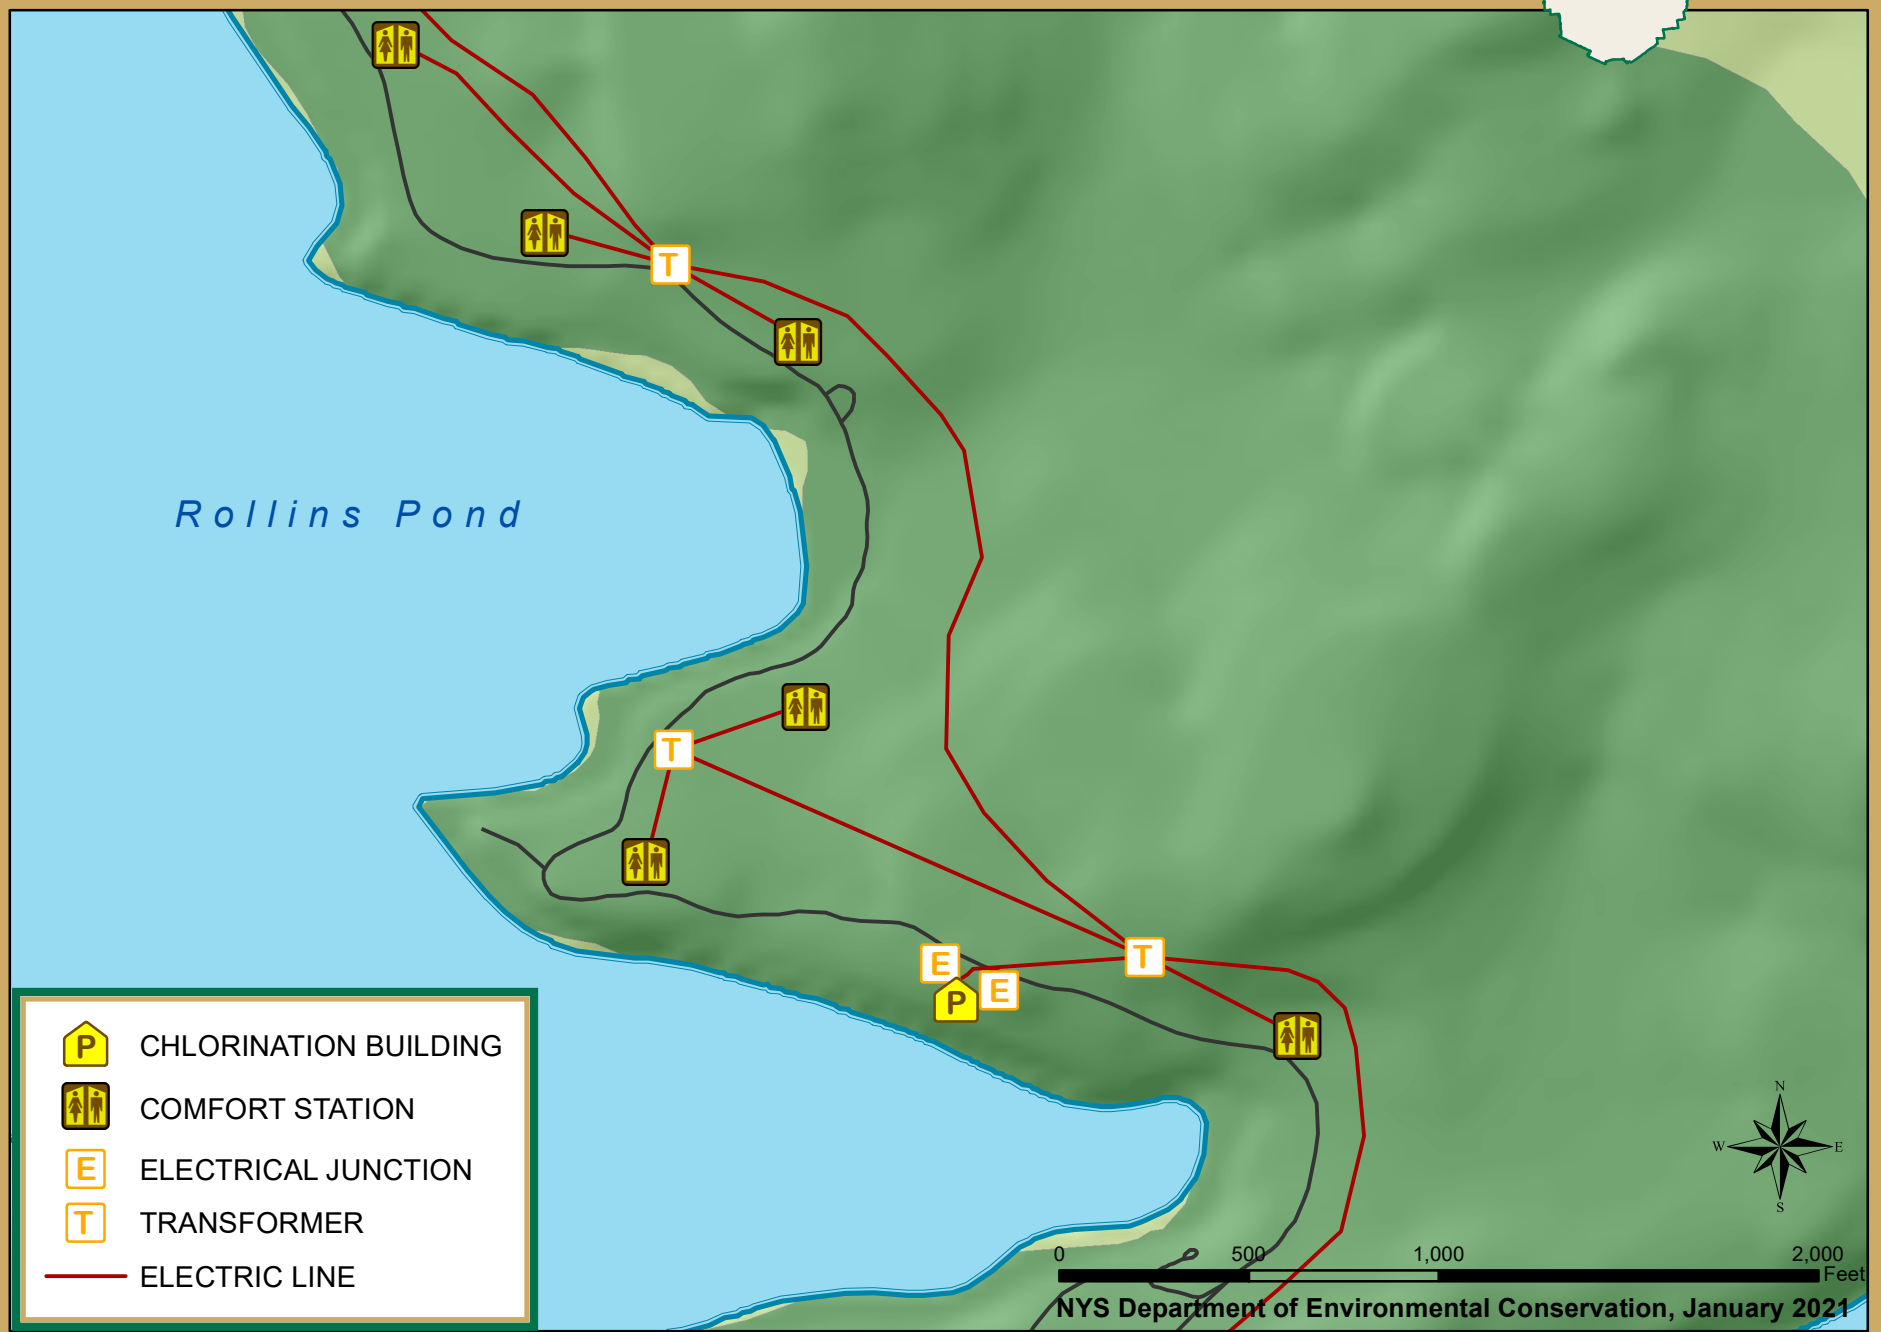 T
T
Rollins Pond
T
E
T
E
P
P CHLORINATION BUILDING
COMFORT STATION
E ELECTRICAL JUNCTION
T TRANSFORMER
ELECTRIC LINE
N
W E
S
0 500 1,000 2,000
Feet
NYS Department of Environmental Conservation, January 2021